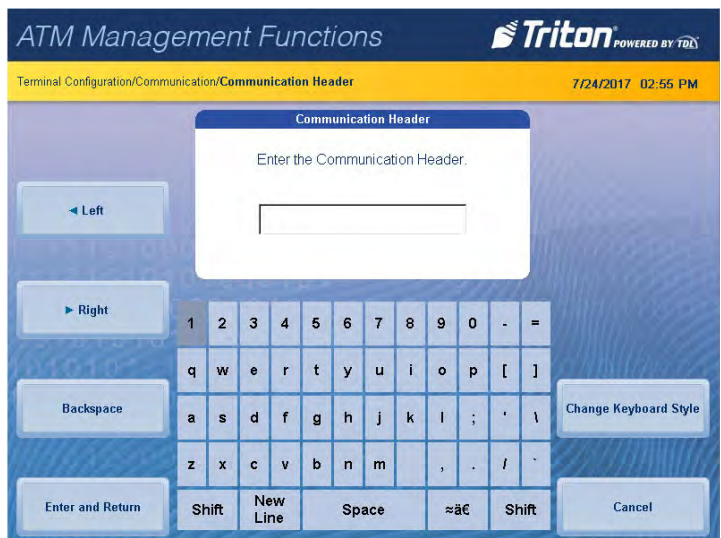 ATM Management Functions
Triton® POWERED BY TDL
Terminal Configuration/Communication/Communication Header
7/24/2017 02:55 PM
Communication Header
Enter the Communication Header.
◄ Left
► Right
1 2 3 4 5 6 7 8 9 0 - =
q w e r t y u i o p [ ]
Backspace
a s d f g h j k l ; ' \
Change Keyboard Style
z x c v b n m , . / `
Enter and Return
Shift New Line Space ≈ä€ Shift
Cancel